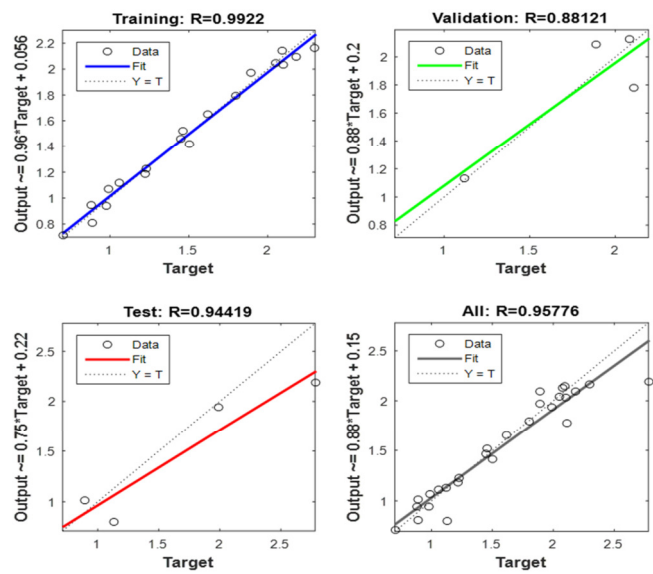 Training: R=0.9922
Output ~= 0.96*Target + 0.056
2.2
2
1.8
1.6
1.4
1.2
1
0.8
Data
Fit
Y = T
1 1.5 2
Target
Validation: R=0.88121
Output ~= 0.88*Target + 0.2
2.2
2
1.8
1.6
1.4
1.2
1
0.8
Data
Fit
Y = T
1 1.5 2
Target
Test: R=0.94419
Output ~= 0.75*Target + 0.22
2.5
2
1.5
1
Data
Fit
Y = T
1 1.5 2 2.5
Target
All: R=0.95776
Output ~= 0.88*Target + 0.15
2.5
2
1.5
1
Data
Fit
Y = T
1 1.5 2 2.5
Target